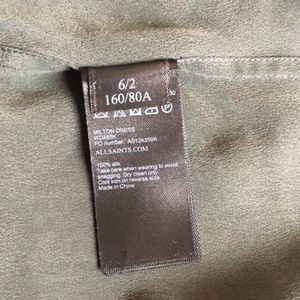 6/2
160/80A
MILTON DRESS
PO number:
ALLSAINTS.COM
100% silk
Take care when wearing to avoid
snagging. Dry clean only
Cool iron on reverse side
Made in China